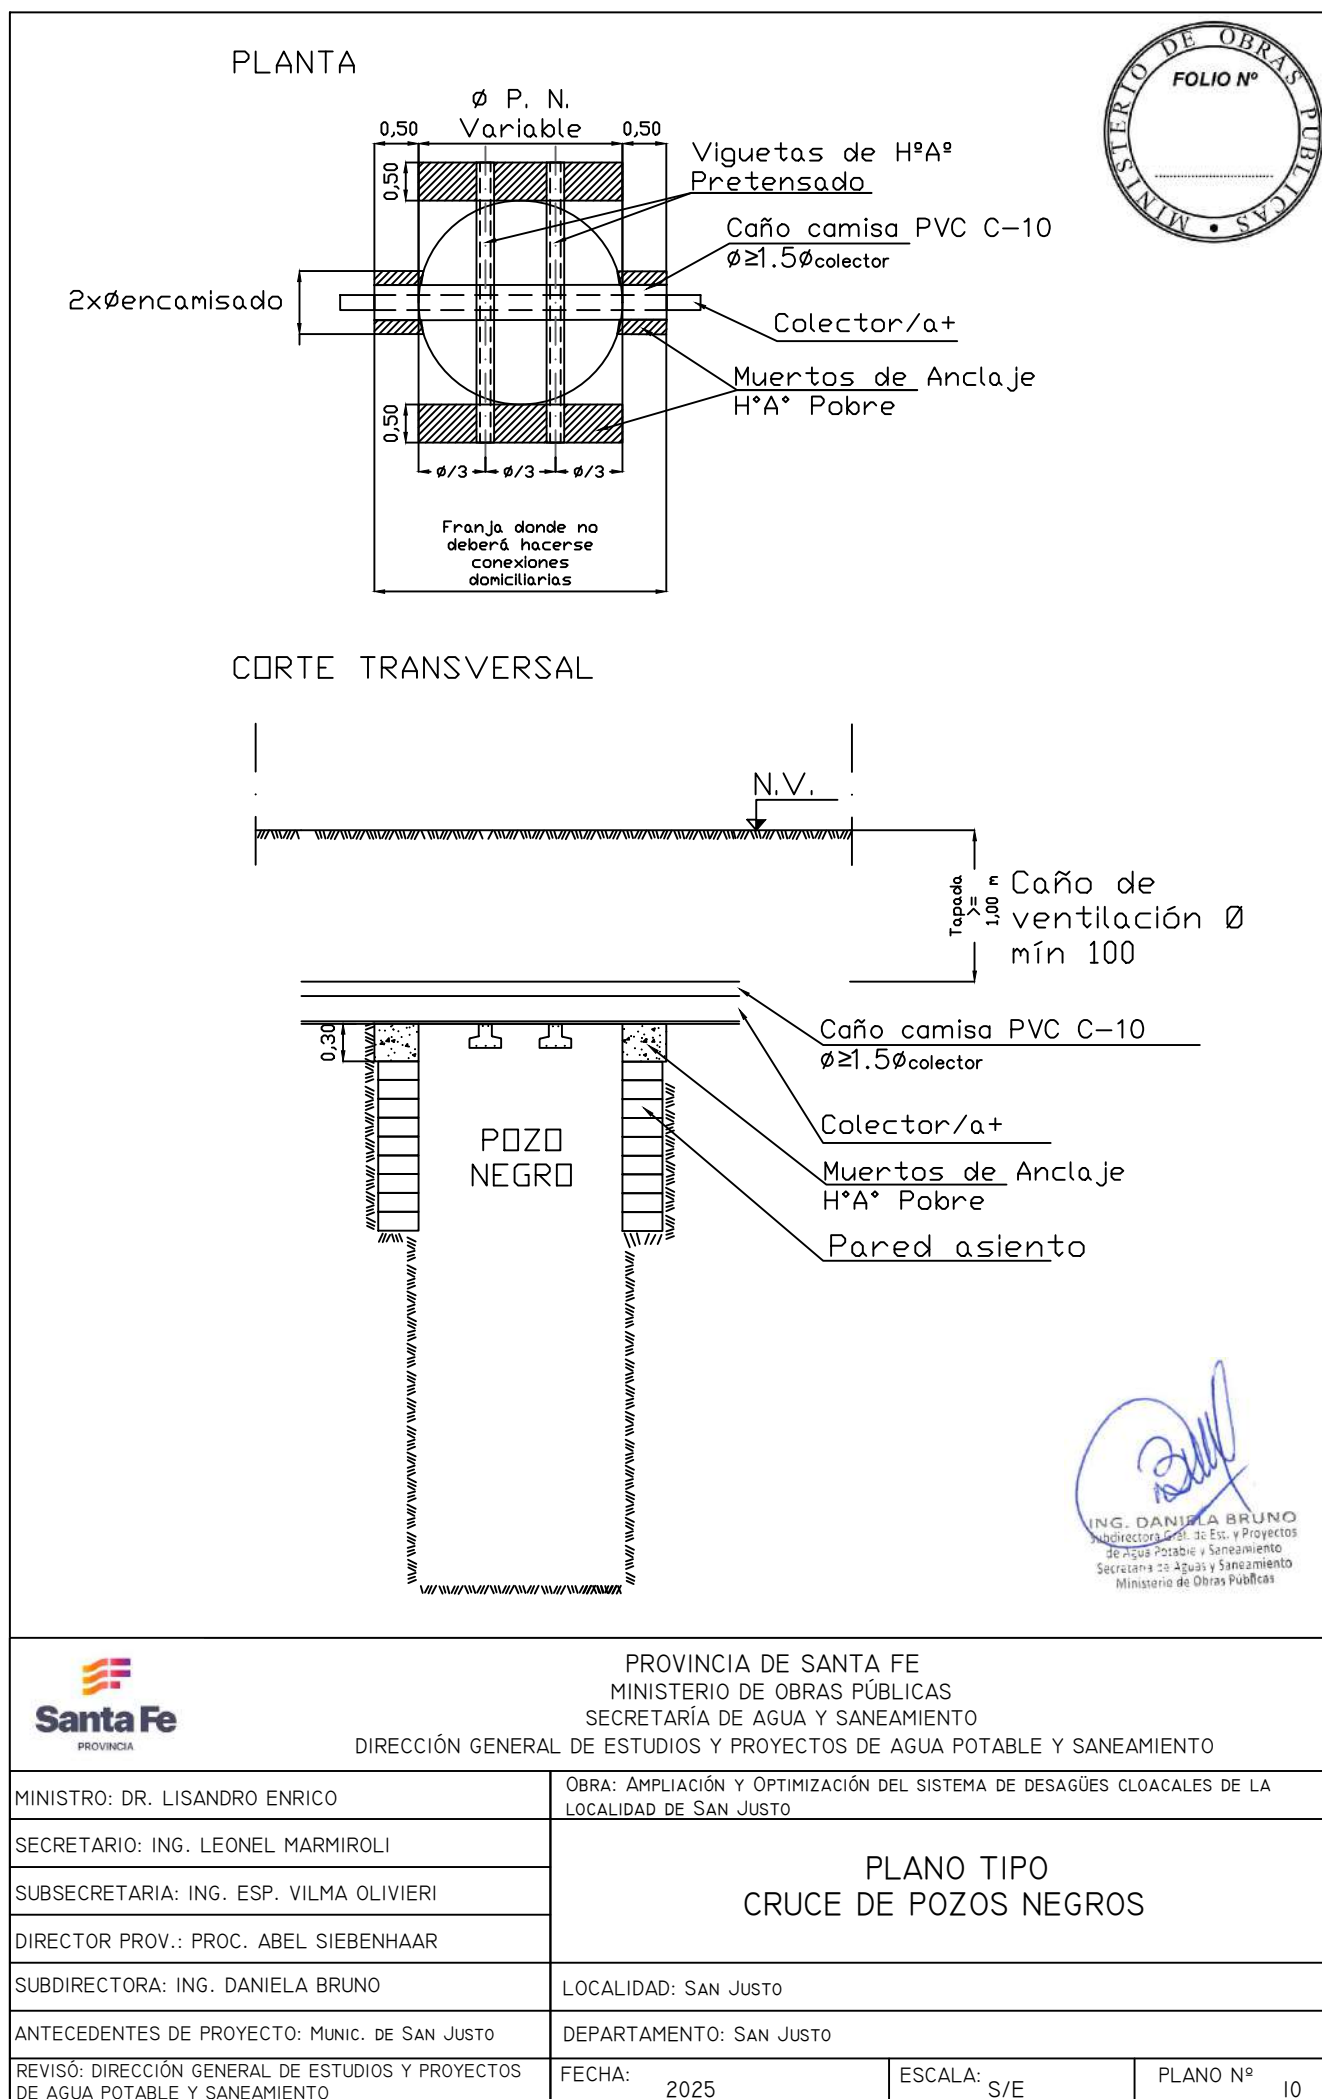 PLANTA
Ø P. N.
Variable
0,50
0,50
0,50
Viguetas de HºAº
Pretensado
Caño camisa PVC C-10
Ø≥1.5Øcolector
2xØencamisado
Colector/a+
Muertos de Anclaje
H°A° Pobre
0,50
Ø/3
Ø/3
Ø/3
Franja donde no
deberá hacerse
conexiones
domiciliarias
MINISTERIO DE OBRAS PUBLICAS
FOLIO Nº
CORTE TRANSVERSAL
N.V.
Tapada
>=
1,00 m
Caño de
ventilación Ø
mín 100
0,30
Caño camisa PVC C-10
Ø≥1.5Øcolector
Colector/a+
POZO
NEGRO
Muertos de Anclaje
H°A° Pobre
Pared asiento
ING. DANIELA BRUNO
Subdirectora Gral. de Est. y Proyectos
de Agua Potable y Saneamiento
Secretaria de Aguas y Saneamiento
Ministerio de Obras Públicas
Santa Fe
PROVINCIA
PROVINCIA DE SANTA FE
MINISTERIO DE OBRAS PÚBLICAS
SECRETARÍA DE AGUA Y SANEAMIENTO
DIRECCIÓN GENERAL DE ESTUDIOS Y PROYECTOS DE AGUA POTABLE Y SANEAMIENTO
MINISTRO: DR. LISANDRO ENRICO
OBRA: AMPLIACIÓN Y OPTIMIZACIÓN DEL SISTEMA DE DESAGÜES CLOACALES DE LA
LOCALIDAD DE SAN JUSTO
SECRETARIO: ING. LEONEL MARMIROLI
SUBSECRETARIA: ING. ESP. VILMA OLIVIERI
DIRECTOR PROV.: PROC. ABEL SIEBENHAAR
PLANO TIPO
CRUCE DE POZOS NEGROS
SUBDIRECTORA: ING. DANIELA BRUNO
LOCALIDAD: SAN JUSTO
ANTECEDENTES DE PROYECTO: MUNIC. DE SAN JUSTO
DEPARTAMENTO: SAN JUSTO
REVISÓ: DIRECCIÓN GENERAL DE ESTUDIOS Y PROYECTOS
DE AGUA POTABLE Y SANEAMIENTO
FECHA:
2025
ESCALA:
S/E
PLANO Nº
10